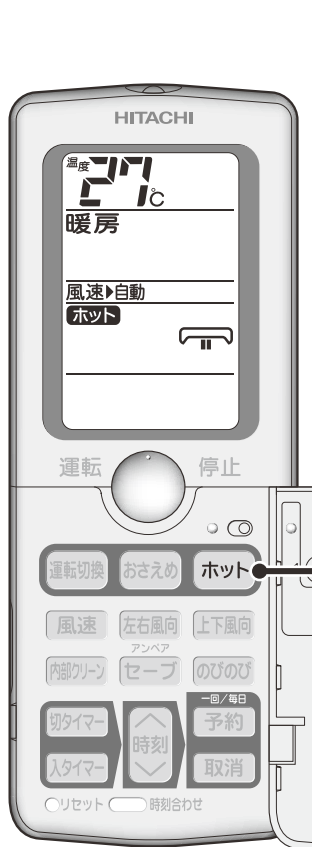 HITACHI
温度 27℃
暖房
風速▶自動
ホット
運転 停止
運転切換 おさえめ ホット
風速 左右風向 上下風向
アンペア
内部クリーン セーブ のびのび
一回/毎日
切タイマー 時刻 予約
入タイマー 取消
リセット 時刻合わせ